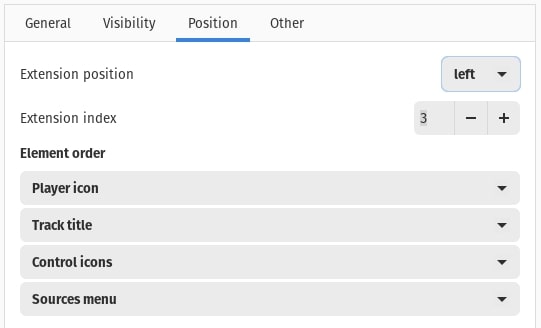 General Visibility Position Other
Extension position left
Extension index 3 − +
Element order
Player icon
Track title
Control icons
Sources menu